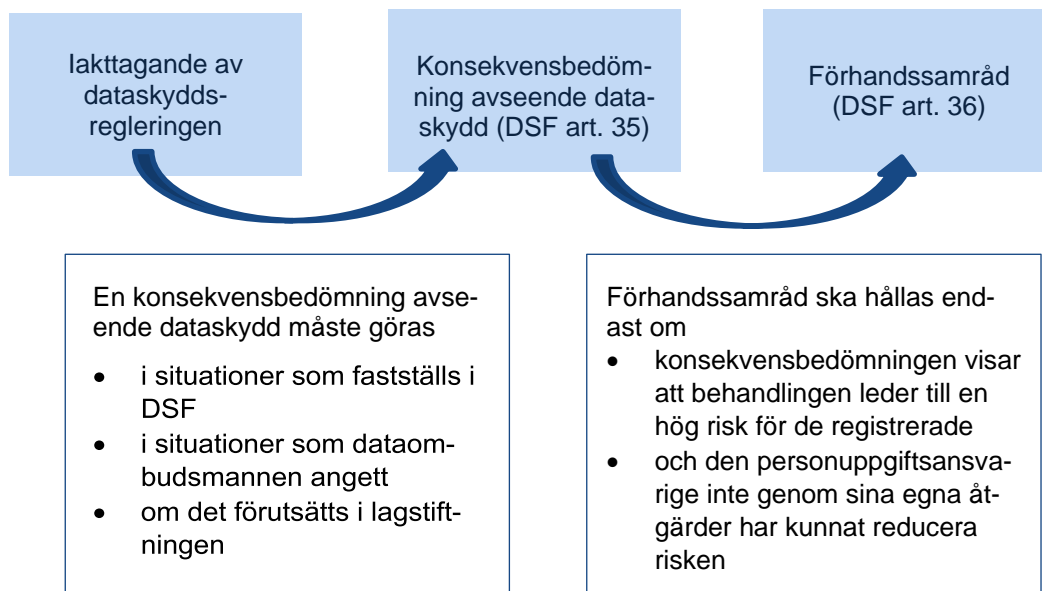 Iakttagande av
dataskydds-
regleringen
Konsekvensbedöm-
ning avseende data-
skydd (DSF art. 35)
Förhandssamråd
(DSF art. 36)
En konsekvensbedömning avse-
ende dataskydd måste göras
• i situationer som fastställs i
DSF
• i situationer som dataom-
budsmannen angett
• om det förutsätts i lagstift-
ningen
Förhandssamråd ska hållas end-
ast om
• konsekvensbedömningen visar
att behandlingen leder till en
hög risk för de registrerade
• och den personuppgiftsansva-
rige inte genom sina egna åt-
gärder har kunnat reducera
risken